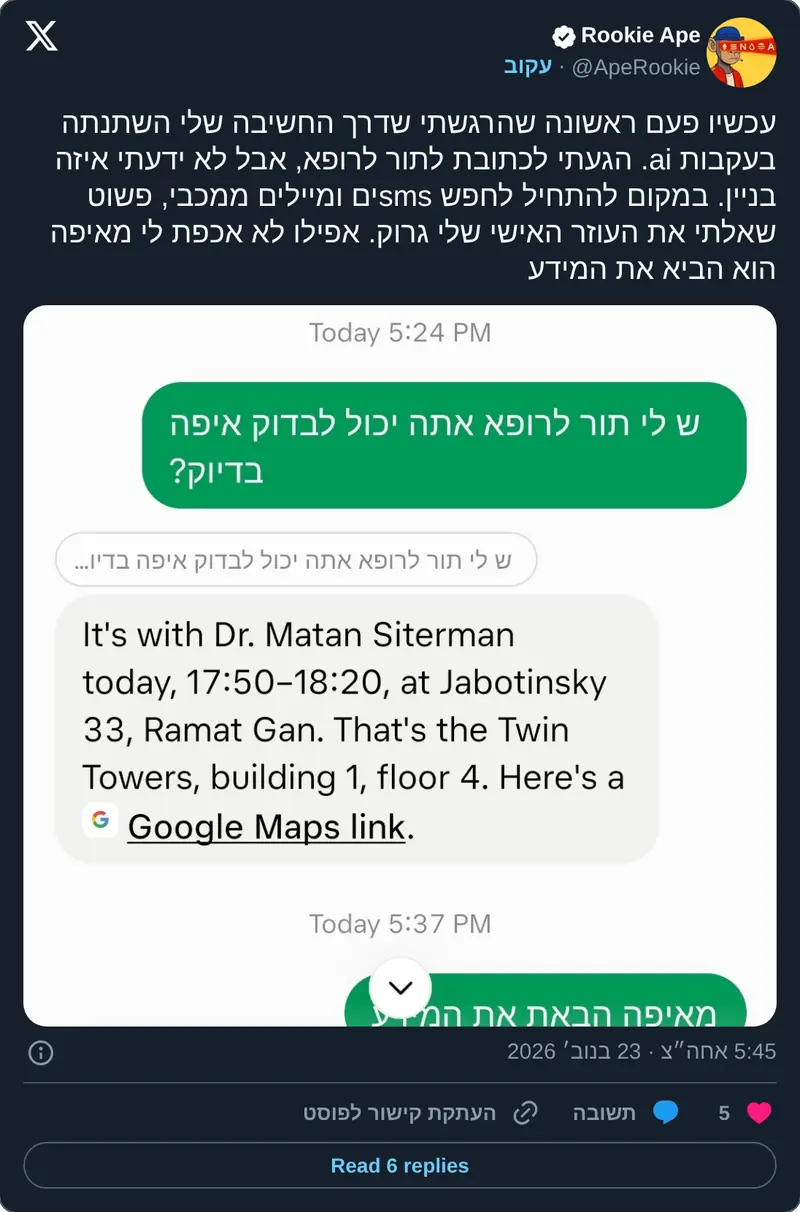 Rookie Ape
@ApeRookie · עקוב
עכשיו פעם ראשונה שהרגשתי שדרך החשיבה שלי השתנתה
בעקבות ai. הגעתי לכתובת לתור לרופא, אבל לא ידעתי איזה
בניין. במקום להתחיל לחפש smsים ומיילים ממכבי, פשוט
שאלתי את העוזר האישי שלי גרוק. אפילו לא אכפת לי מאיפה
הוא הביא את המידע
Today 5:24 PM
ש לי תור לרופא אתה יכול לבדוק איפה
בדיוק?
ש לי תור לרופא אתה יכול לבדוק איפה בדיו...
It's with Dr. Matan Siterman
today, 17:50–18:20, at Jabotinsky
33, Ramat Gan. That's the Twin
Towers, building 1, floor 4. Here's a
Google Maps link.
Today 5:37 PM
מאיפה הבאת את המידע
5:45 אחה״צ · 23 בנוב׳ 2026
5 תשובה העתקת קישור לפוסט
Read 6 replies